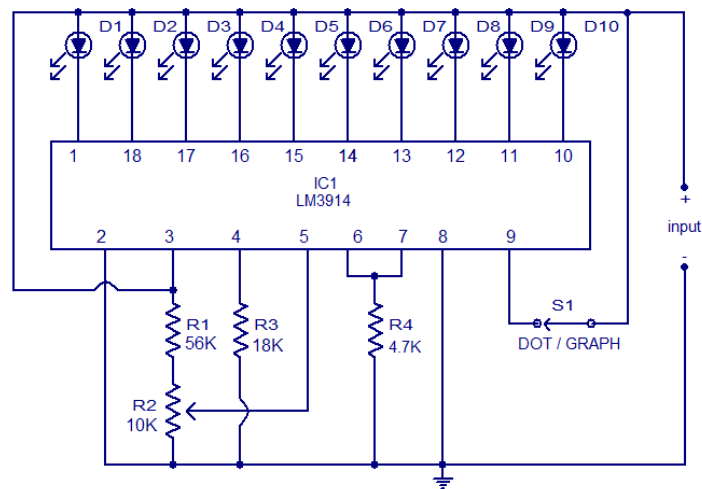 D1 D2 D3 D4 D5 D6 D7 D8 D9 D10
1 18 17 16 15 14 13 12 11 10
IC1
LM3914
2 3 4 5 6 7 8 9
+
input
-
S1
DOT / GRAPH
R1
56K
R3
18K
R4
4.7K
R2
10K